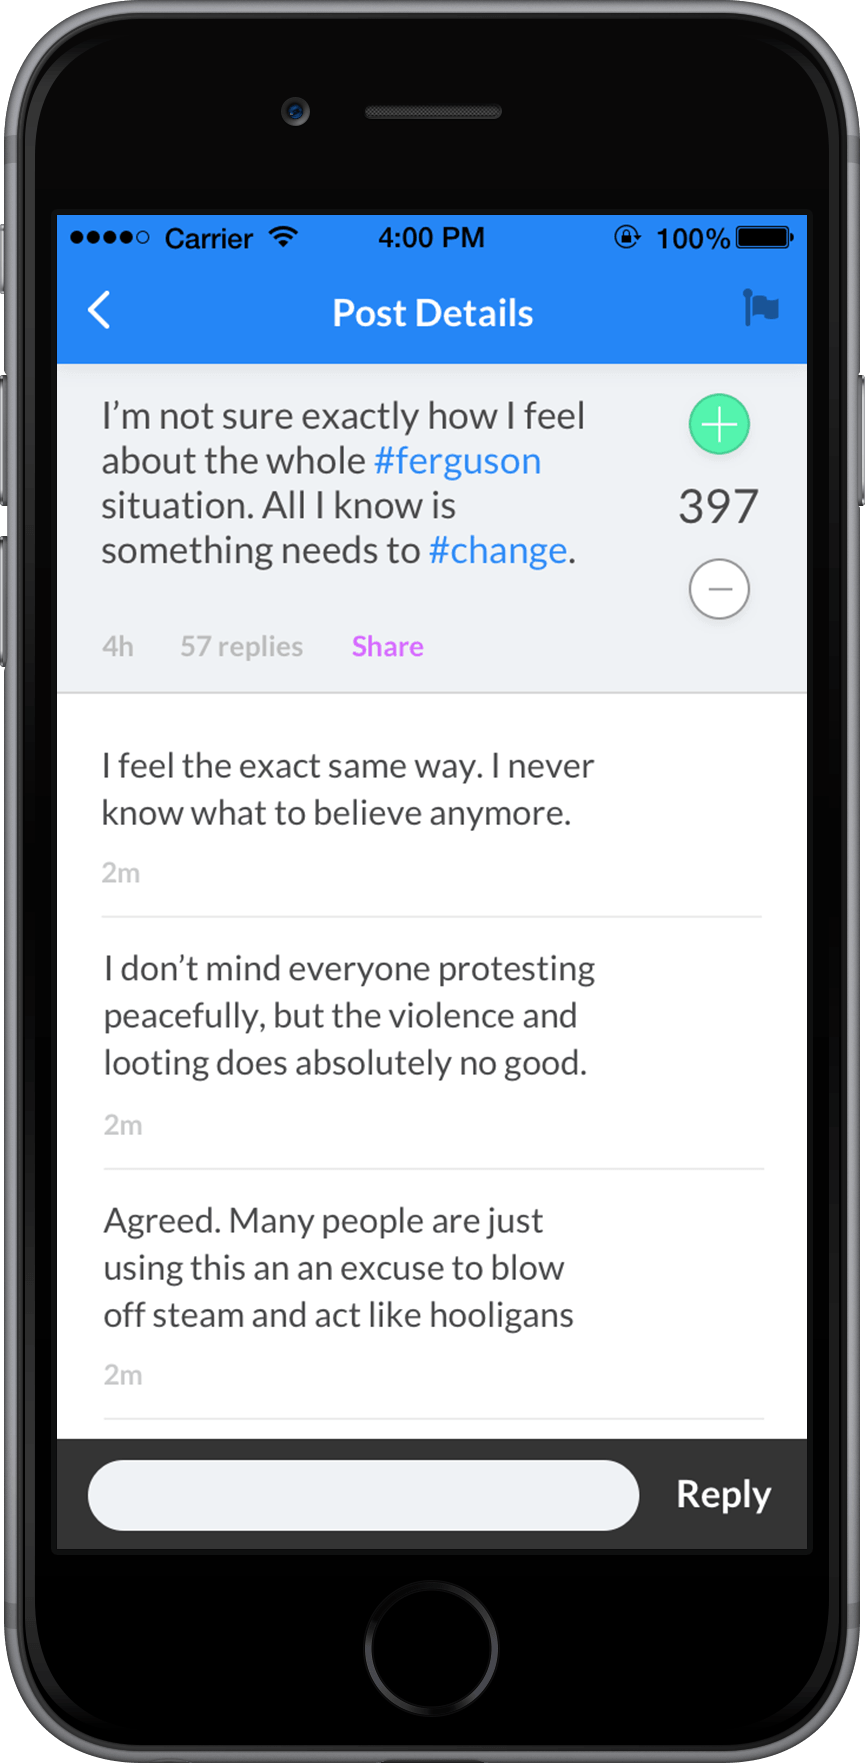 Carrier 4:00 PM 100%
Post Details
I’m not sure exactly how I feel
about the whole #ferguson
situation. All I know is
something needs to #change.
397
4h 57 replies Share
I feel the exact same way. I never
know what to believe anymore.
2m
I don’t mind everyone protesting
peacefully, but the violence and
looting does absolutely no good.
2m
Agreed. Many people are just
using this an an excuse to blow
off steam and act like hooligans
2m
Reply